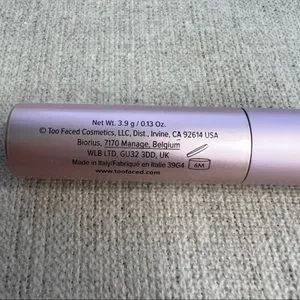 Net Wt. 3.9 g / 0.13 Oz.
© Too Faced Cosmetics, LLC, Dist., Irvine, CA 92614 USA
Biorius, 7170 Manage, Belgium
WLB LTD, GU32 3DD, UK
Made in Italy/Fabriqué en Italie 39G4 6M
www.toofaced.com